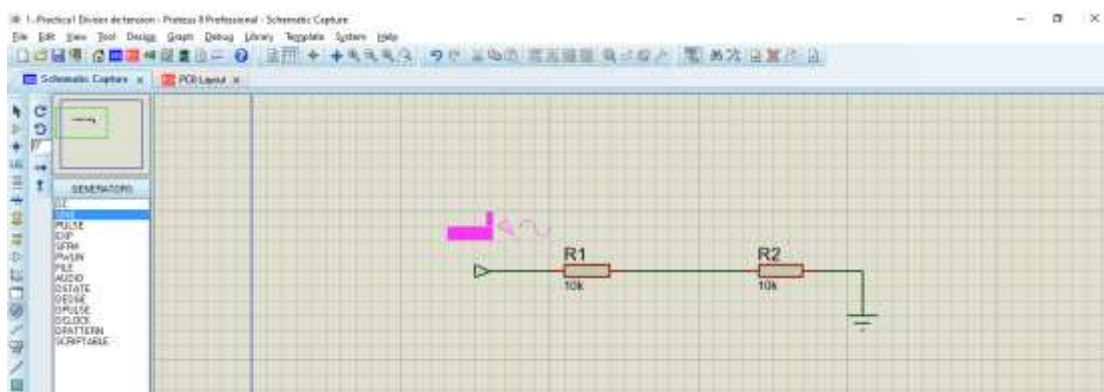 1.-Practica1 Divisor de tension - Proteus 8 Professional - Schematic Capture
File Edit View Tool Design Graph Debug Library Template System Help
Schematic Capture x PCB Layout x
GENERATORS
DC
SINE
PULSE
EXP
SFFM
PWLIN
FILE
AUDIO
DSTATE
DEDGE
DPULSE
DCLOCK
DPATTERN
SCRIPTABLE
R1
10k
R2
10k